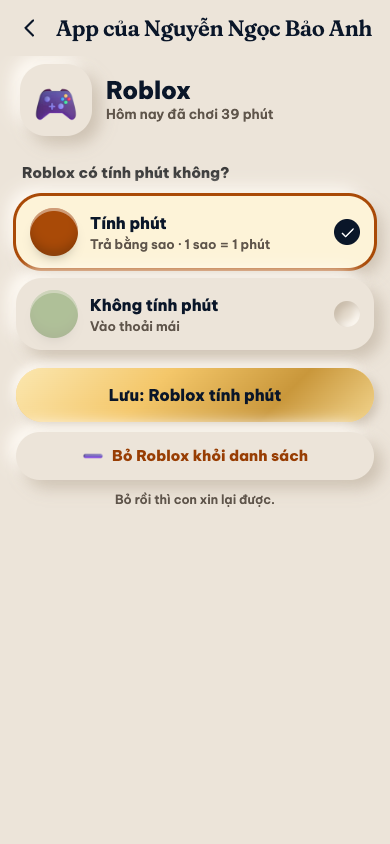 App của Nguyễn Ngọc Bảo Anh
Roblox
Hôm nay đã chơi 39 phút
Roblox có tính phút không?
Tính phút
Trả bằng sao · 1 sao = 1 phút
Không tính phút
Vào thoải mái
Lưu: Roblox tính phút
Bỏ Roblox khỏi danh sách
Bỏ rồi thì con xin lại được.